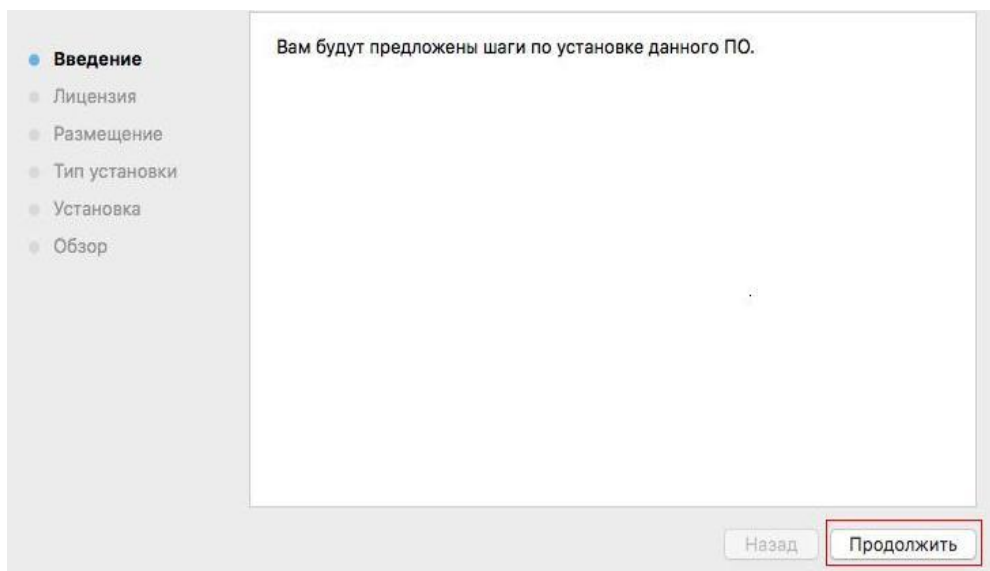 Введение
Лицензия
Размещение
Тип установки
Установка
Обзор
Вам будут предложены шаги по установке данного ПО.
Назад
Продолжить